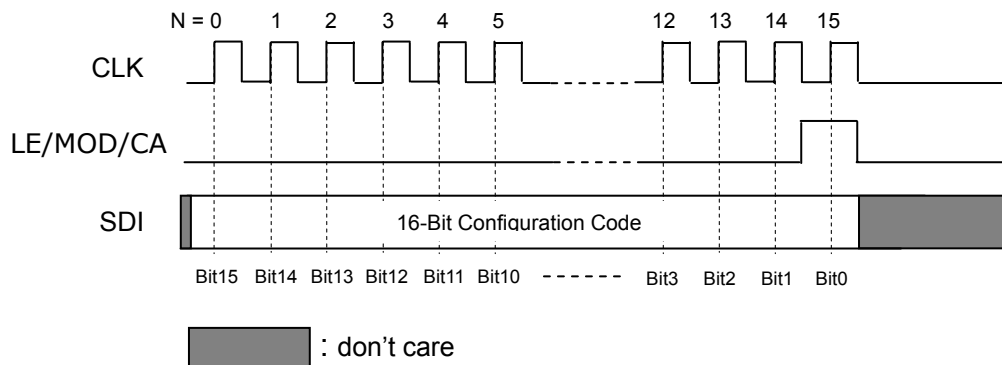 N = 0 1 2 3 4 5 12 13 14 15
CLK
LE/MOD/CA
SDI 16-Bit Configuration Code
Bit15 Bit14 Bit13 Bit12 Bit11 Bit10 Bit3 Bit2 Bit1 Bit0
: don't care